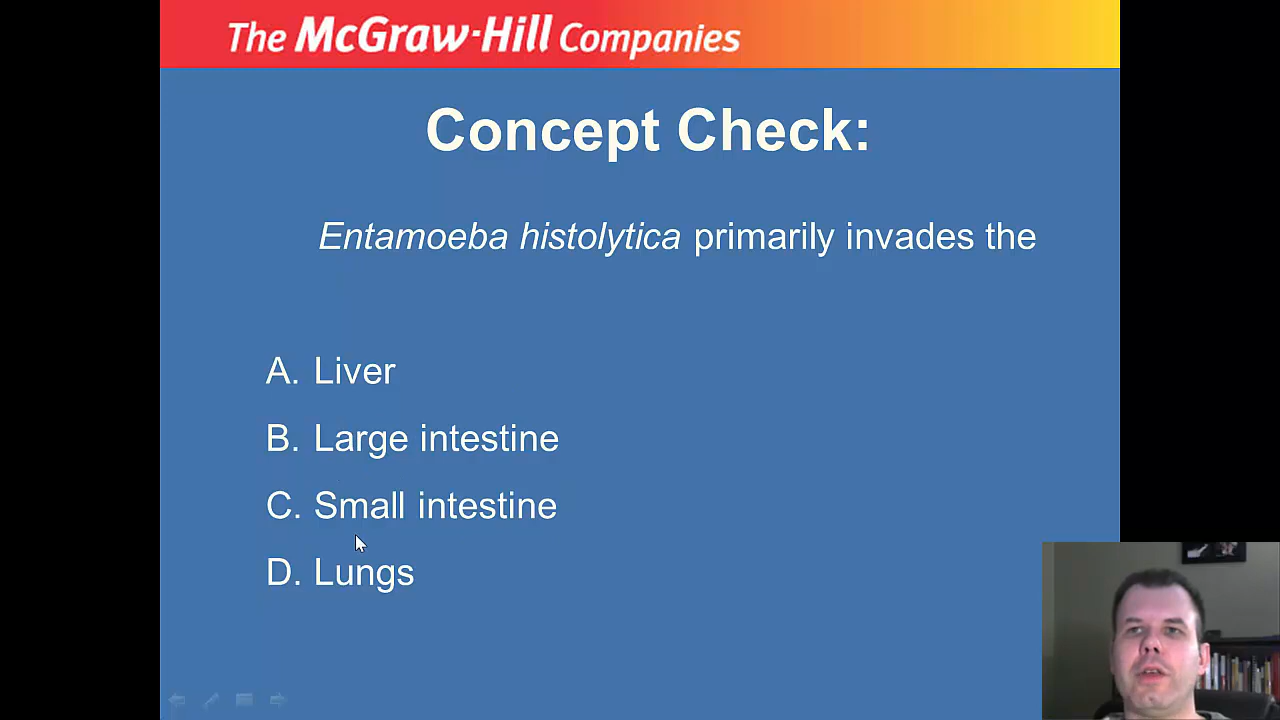 The McGraw-Hill Companies
Concept Check:
Entamoeba histolytica primarily invades the
A. Liver
B. Large intestine
C. Small intestine
D. Lungs